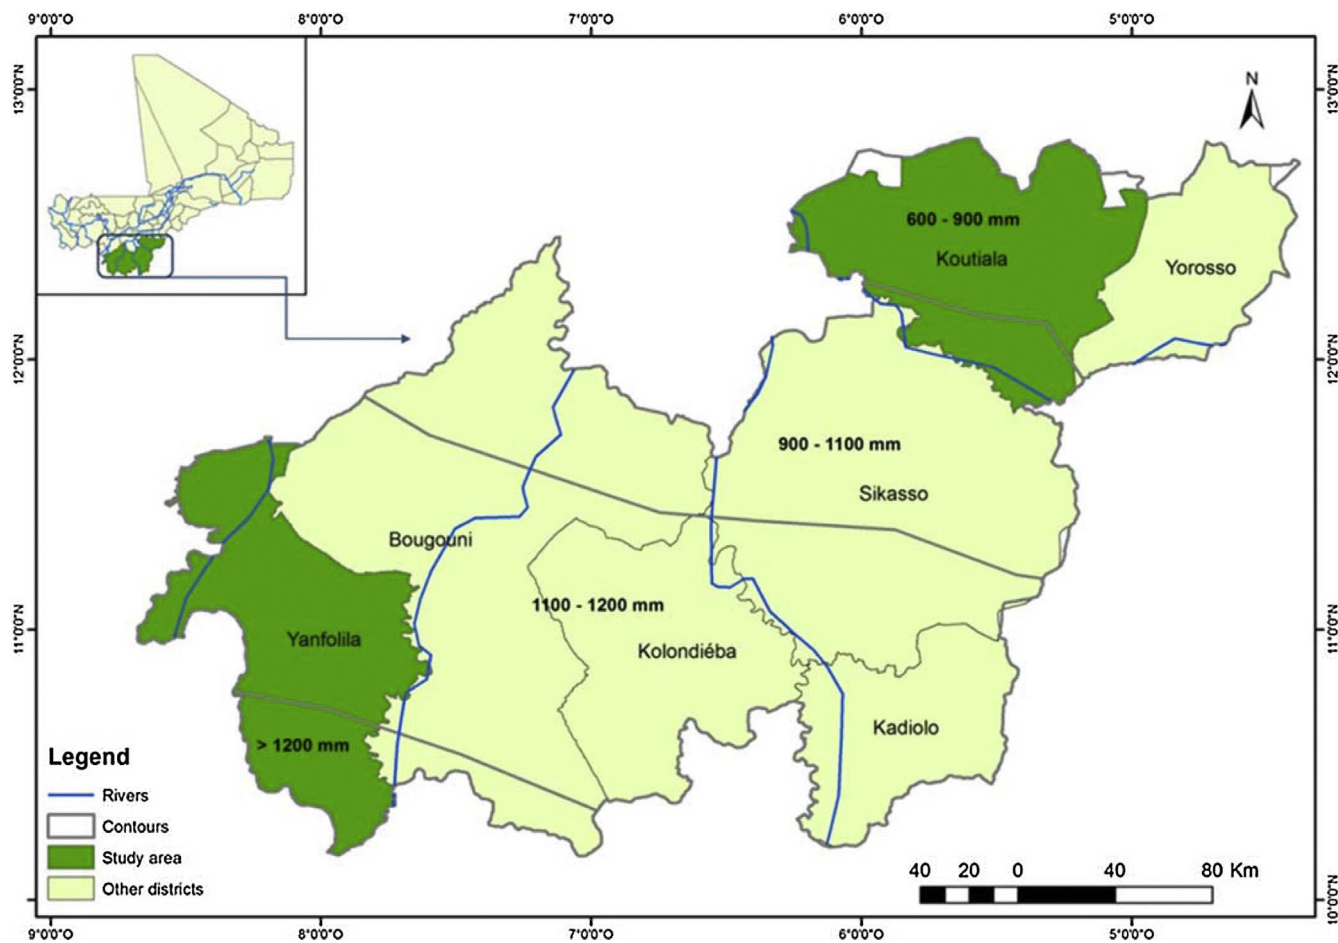 9°0'0"O 8°0'0"O 7°0'0"O 6°0'0"O 5°0'0"O
13°0'0"N
13°0'0"N
N
600 - 900 mm
Koutiala
Yorosso
12°0'0"N
12°0'0"N
900 - 1100 mm
Sikasso
Bougouni
1100 - 1200 mm
11°0'0"N
11°0'0"N
Yanfolila
Kolondiéba
Kadiolo
> 1200 mm
Legend
Rivers
Contours
Study area
Other districts
40 20 0 40 80 Km
10°0'0"N
9°0'0"O 8°0'0"O 7°0'0"O 6°0'0"O 5°0'0"O